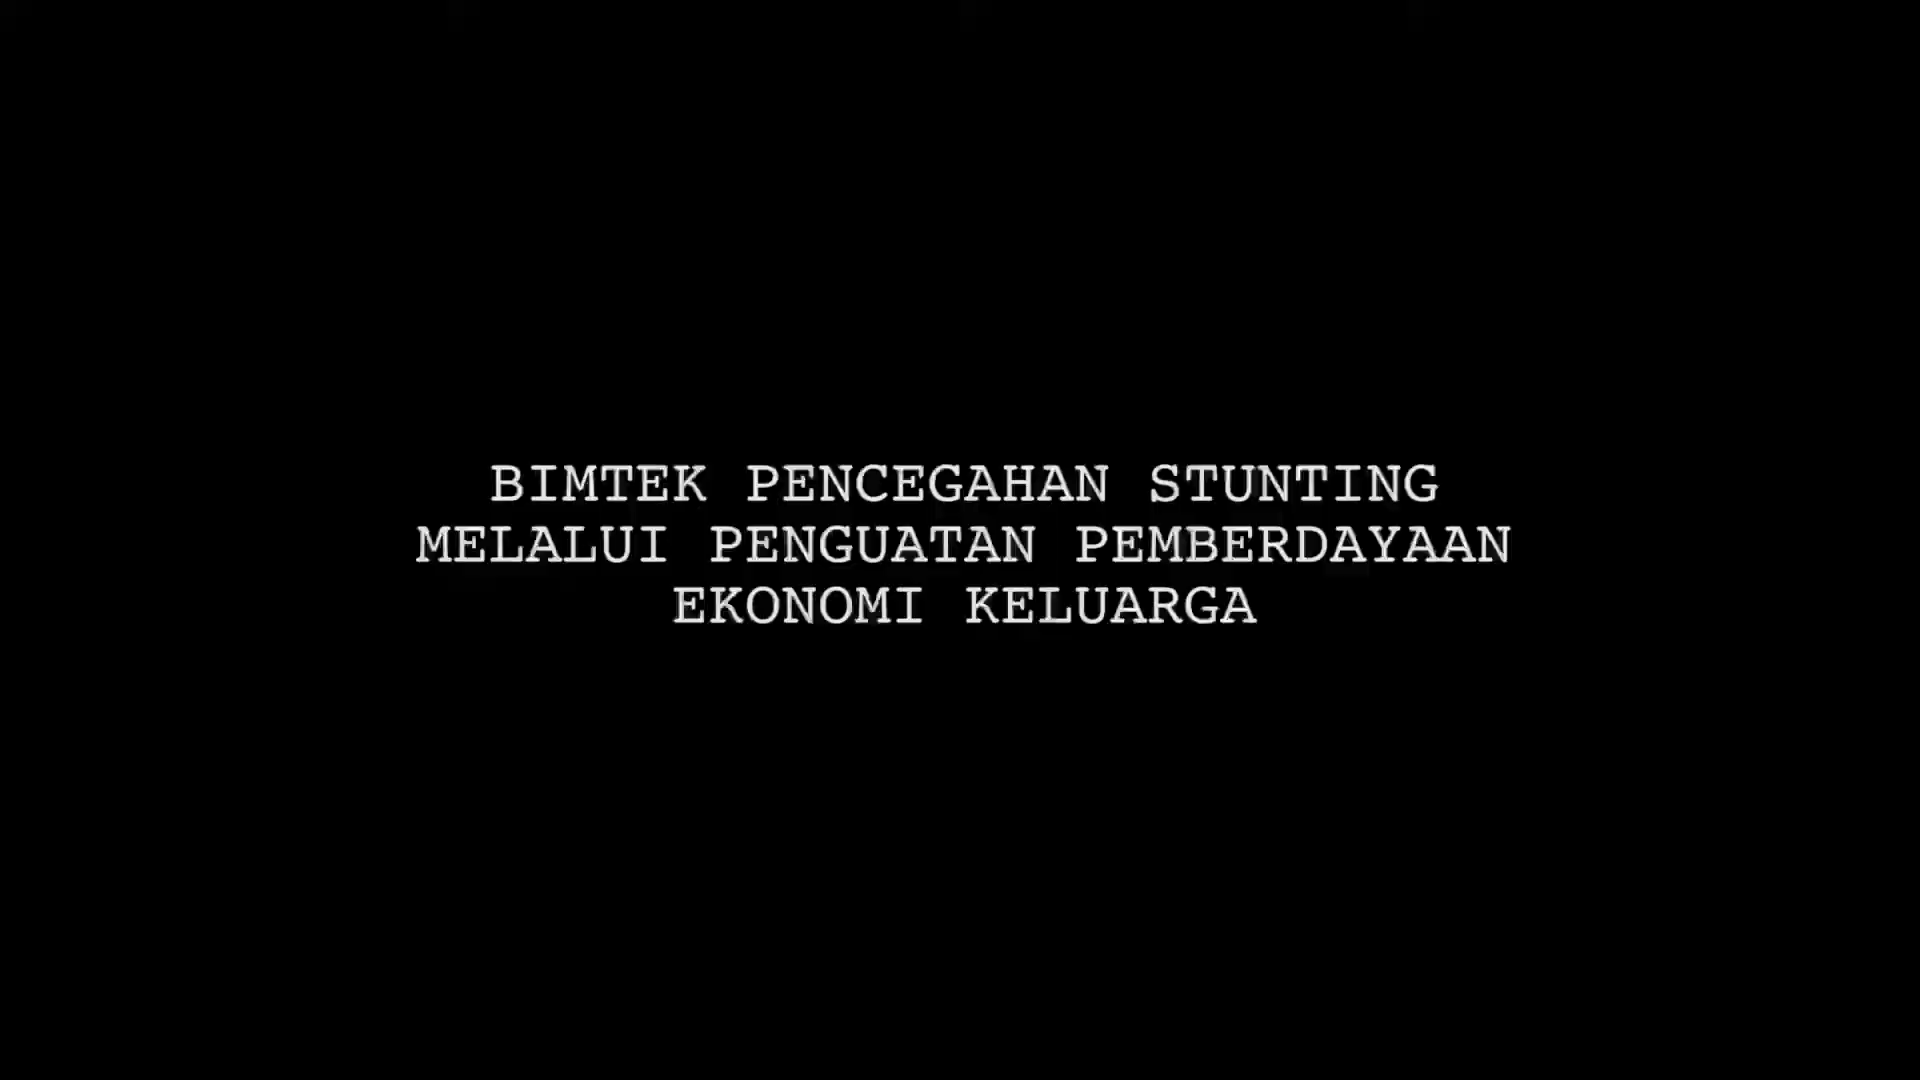 BIMTEK PENCEGAHAN STUNTING
MELALUI PENGUATAN PEMBERDAYAAN
EKONOMI KELUARGA